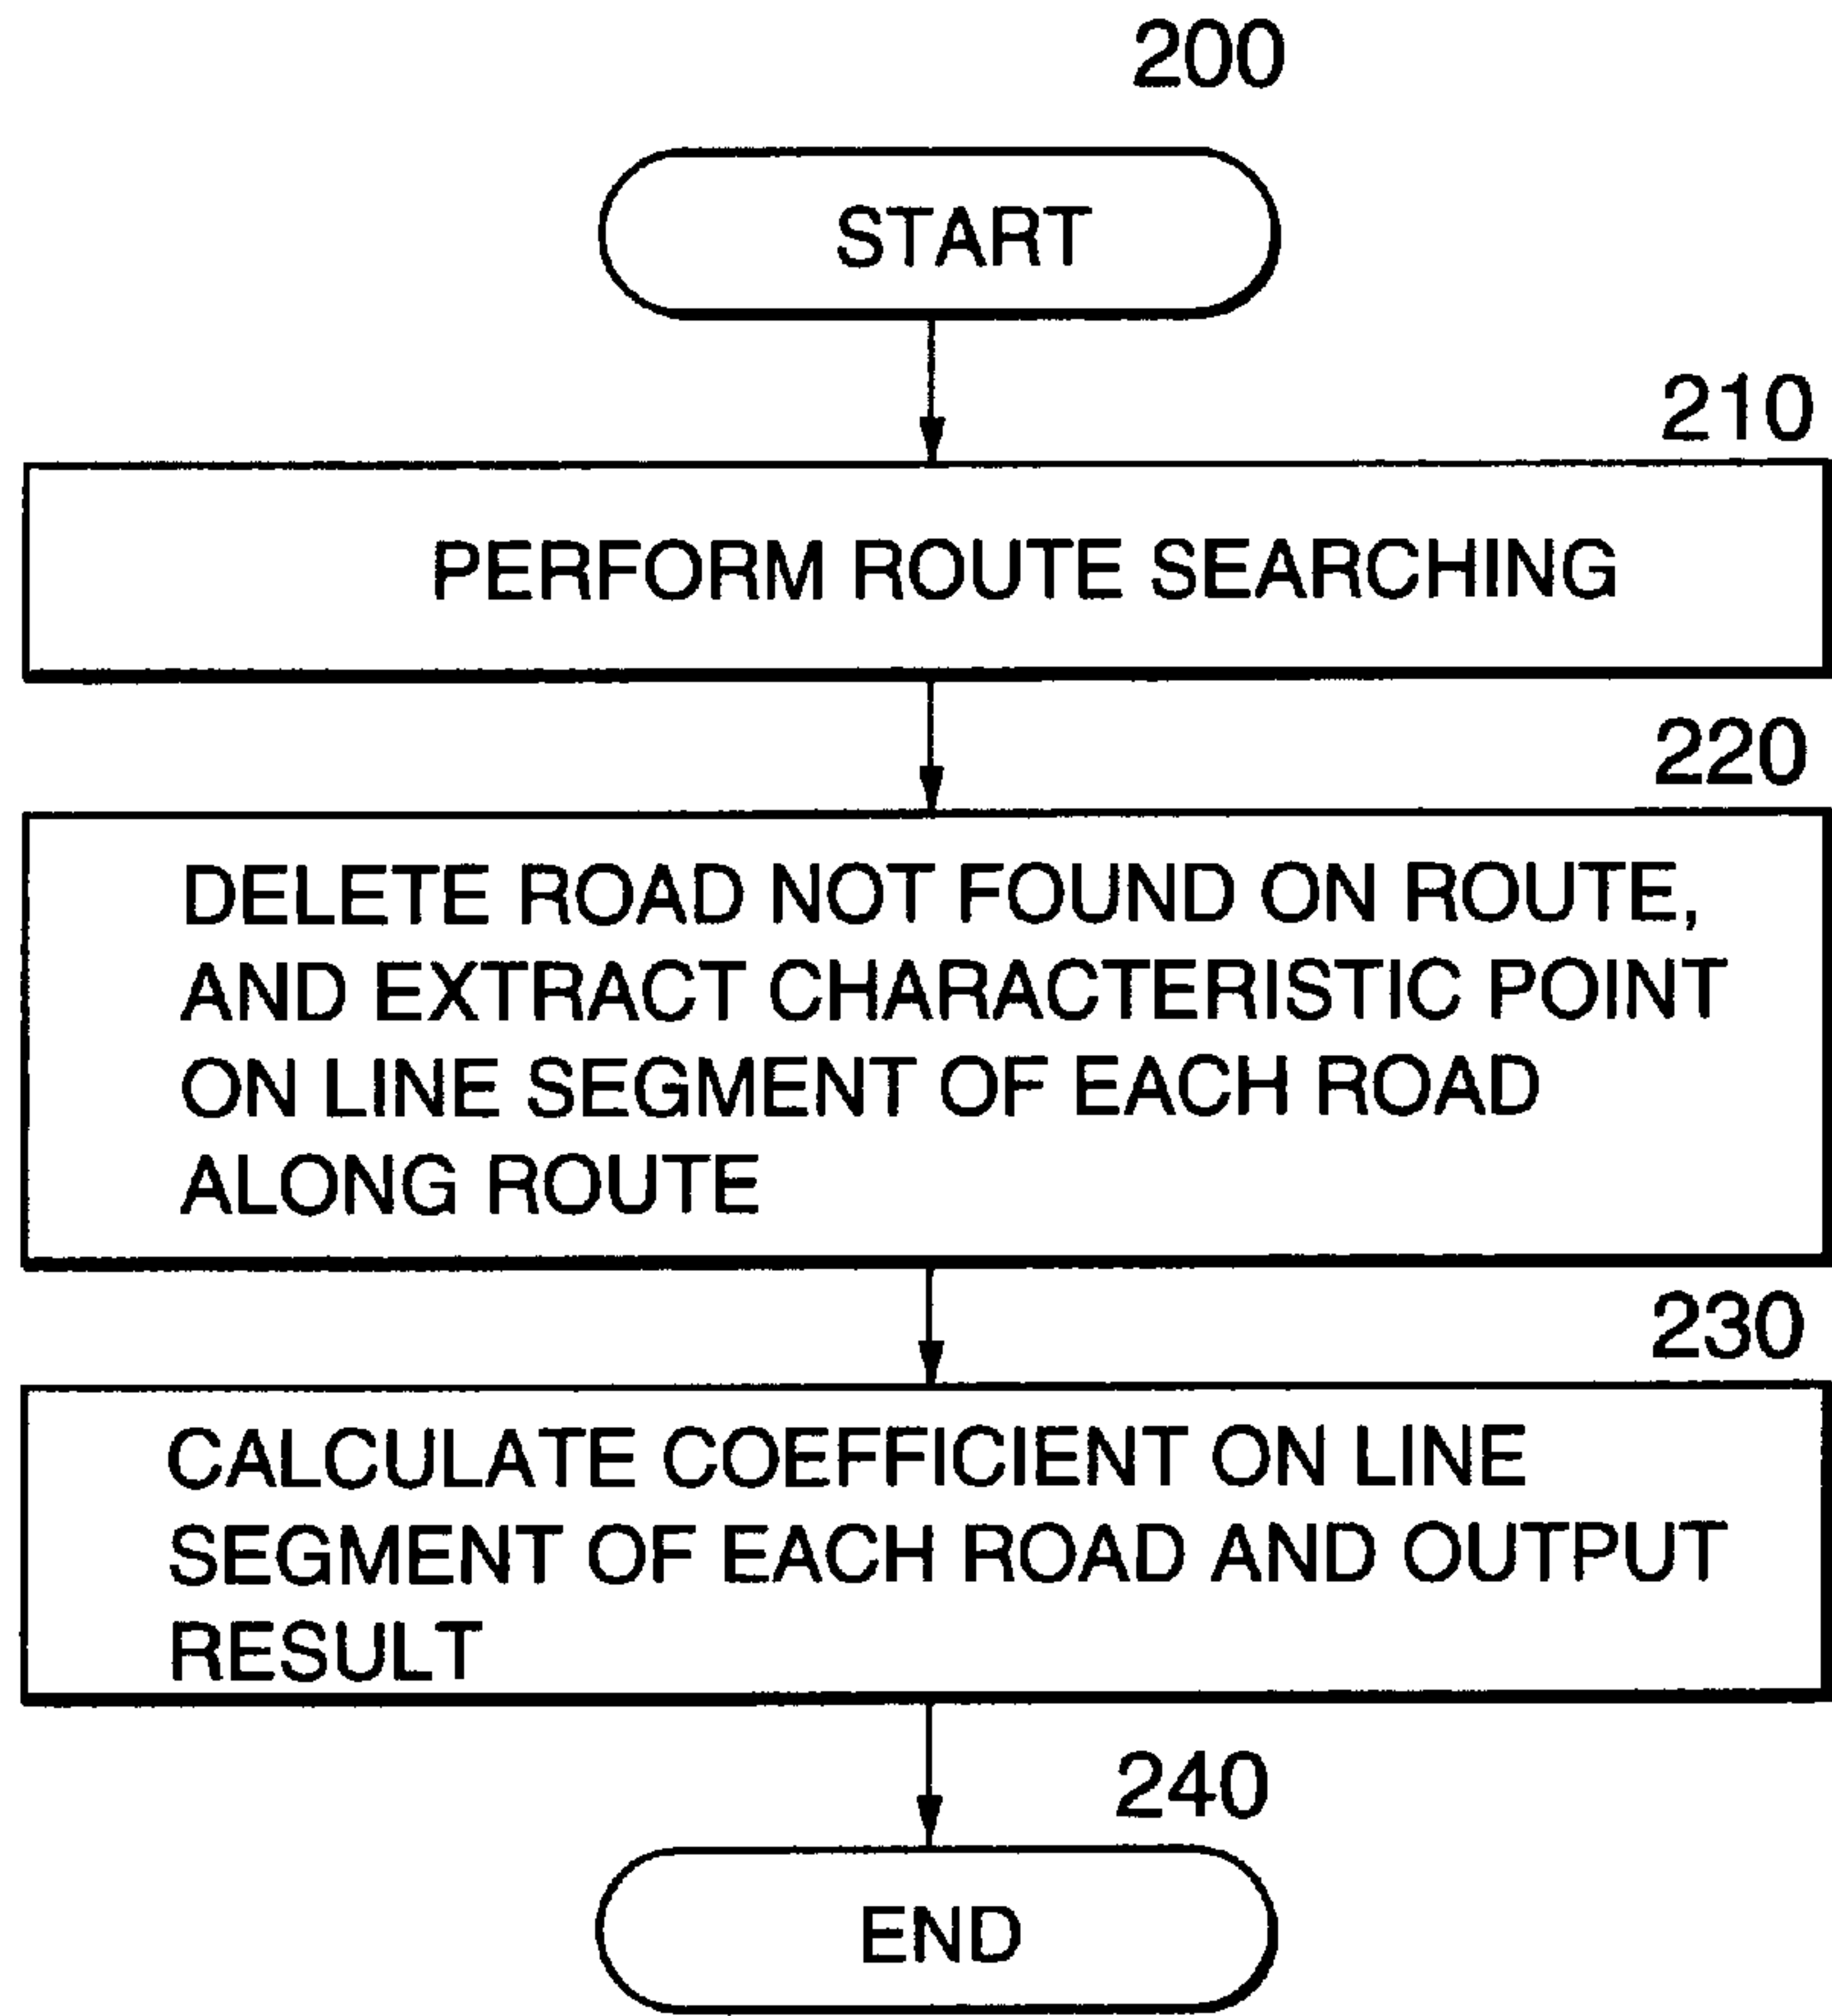 200
START
210
PERFORM ROUTE SEARCHING
220
DELETE ROAD NOT FOUND ON ROUTE,
AND EXTRACT CHARACTERISTIC POINT
ON LINE SEGMENT OF EACH ROAD
ALONG ROUTE
230
CALCULATE COEFFICIENT ON LINE
SEGMENT OF EACH ROAD AND OUTPUT
RESULT
240
END